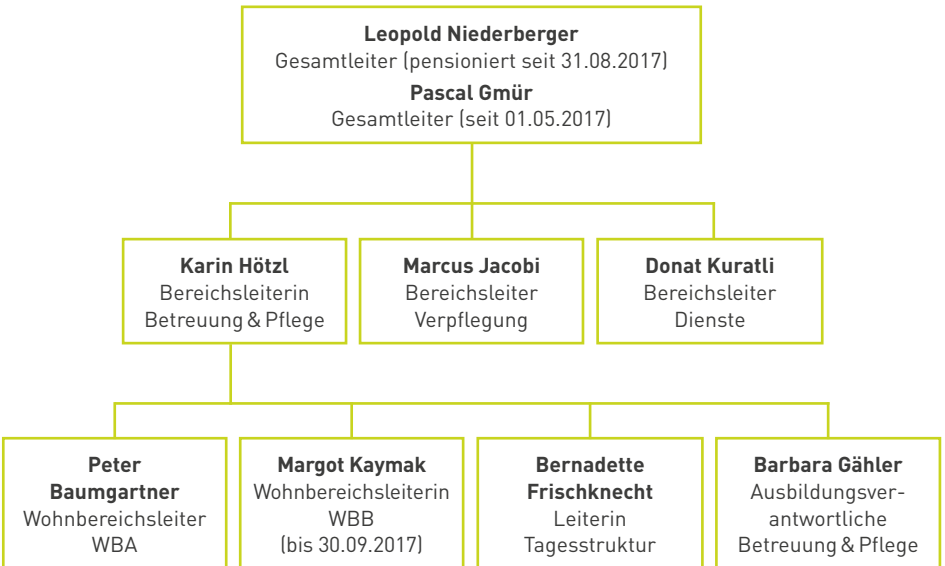 Leopold Niederberger
Gesamtleiter (pensioniert seit 31.08.2017)
Pascal Gmür
Gesamtleiter (seit 01.05.2017)
Karin Hötzl
Bereichsleiterin
Betreuung & Pflege
Marcus Jacobi
Bereichsleiter
Verpflegung
Donat Kuratli
Bereichsleiter
Dienste
Peter
Baumgartner
Wohnbereichsleiter
WBA
Margot Kaymak
Wohnbereichsleiterin
WBB
(bis 30.09.2017)
Bernadette
Frischknecht
Leiterin
Tagesstruktur
Barbara Gähler
Ausbildungsver-
antwortliche
Betreuung & Pflege